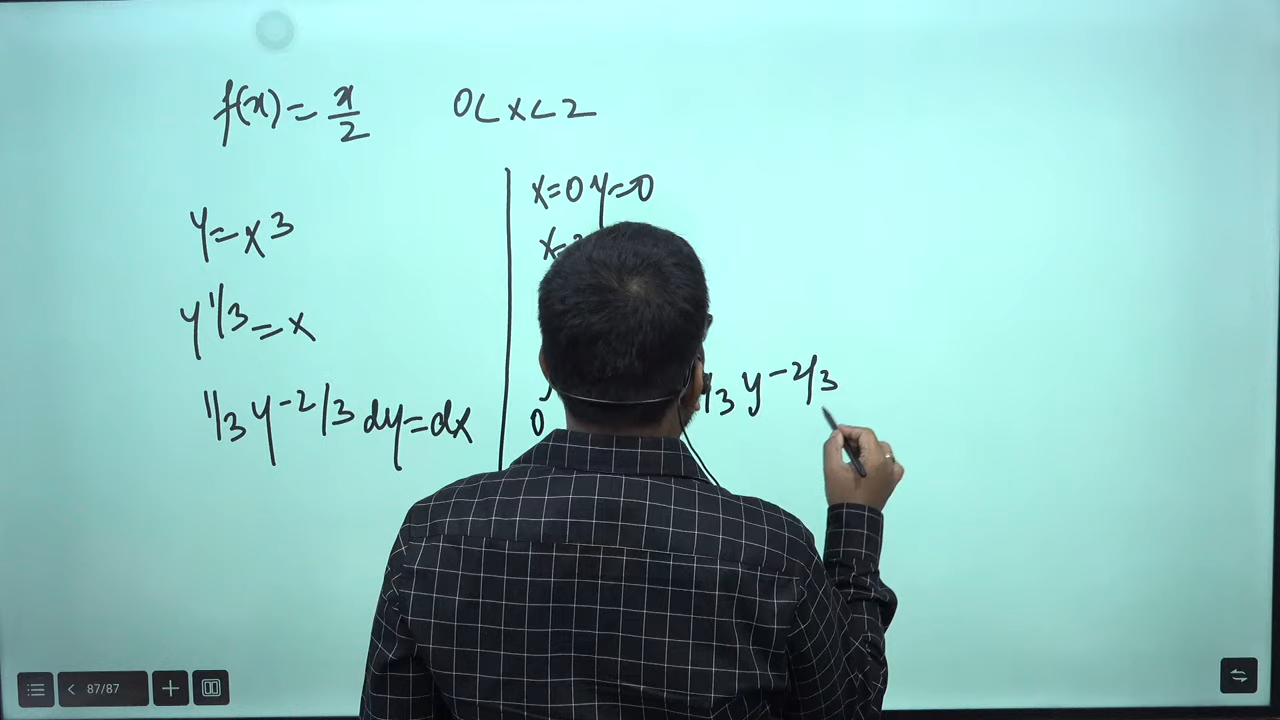 f(x) = x/2 0 < x < 2
y = x^3
y^1/3 = x
1/3 y^-2/3 dy = dx
x=0 y=0
x=
0
/3 y^-2/3
87/87